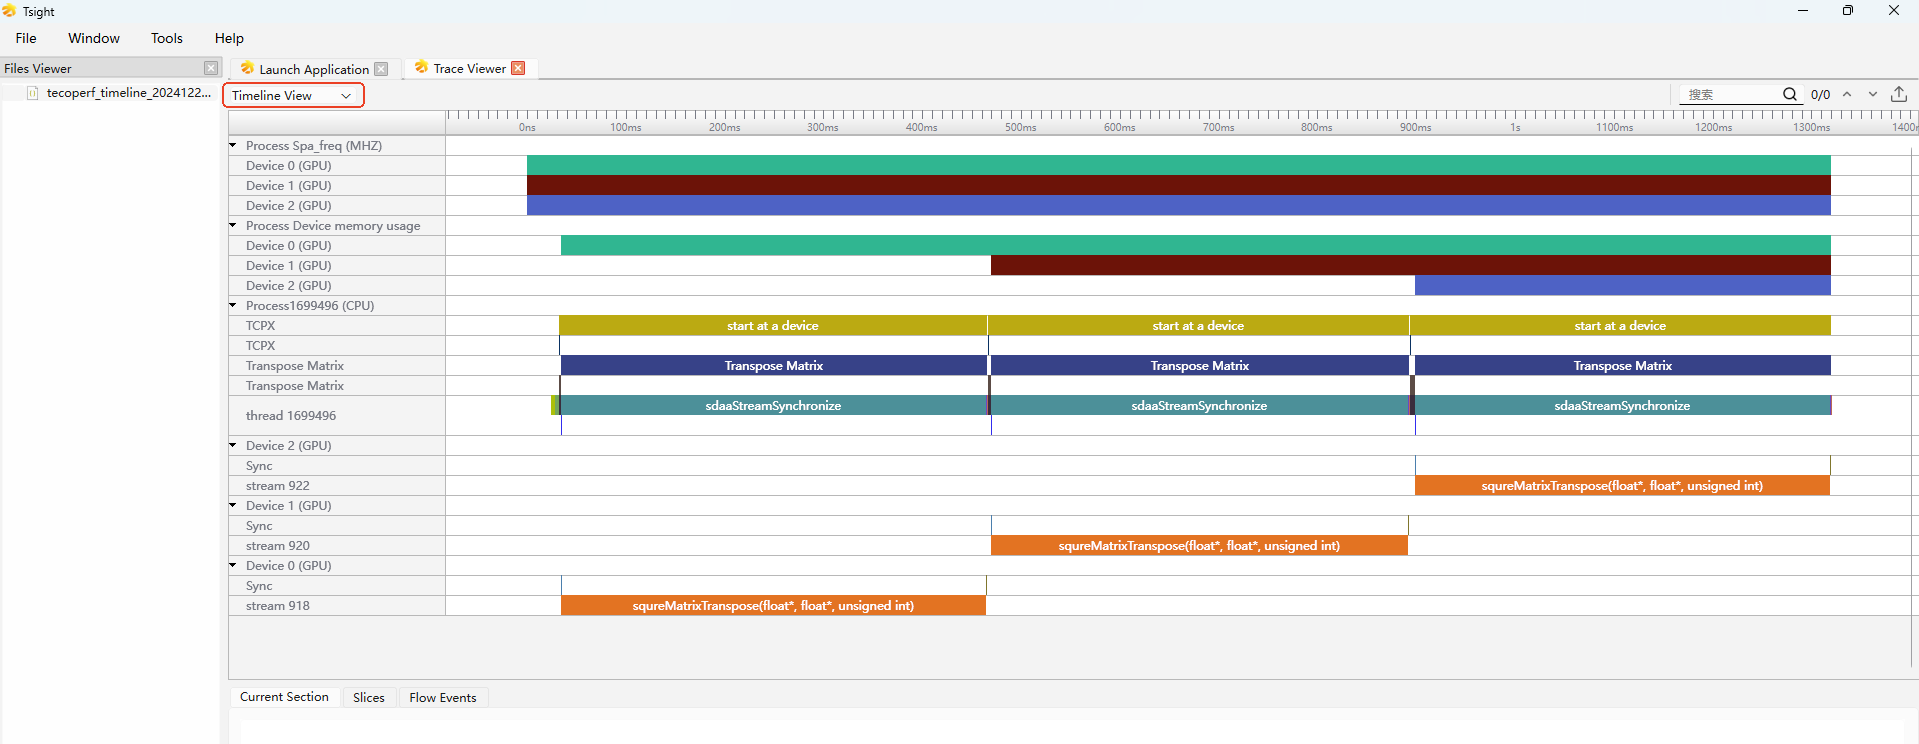 Tsight
File Window Tools Help
Files Viewer
Launch Application
Trace Viewer
tecoperf_timeline_2024122...
Timeline View
搜索
0/0
0ns 100ms 200ms 300ms 400ms 500ms 600ms 700ms 800ms 900ms 1s 1100ms 1200ms 1300ms 1400r
Process Spa_freq (MHZ)
Device 0 (GPU)
Device 1 (GPU)
Device 2 (GPU)
Process Device memory usage
Device 0 (GPU)
Device 1 (GPU)
Device 2 (GPU)
Process1699496 (CPU)
TCPX start at a device start at a device start at a device
TCPX
Transpose Matrix Transpose Matrix Transpose Matrix Transpose Matrix
Transpose Matrix
thread 1699496 sdaaStreamSynchronize sdaaStreamSynchronize sdaaStreamSynchronize
Device 2 (GPU)
Sync
stream 922 squreMatrixTranspose(float*, float*, unsigned int)
Device 1 (GPU)
Sync
stream 920 squreMatrixTranspose(float*, float*, unsigned int)
Device 0 (GPU)
Sync
stream 918 squreMatrixTranspose(float*, float*, unsigned int)
Current Section Slices Flow Events